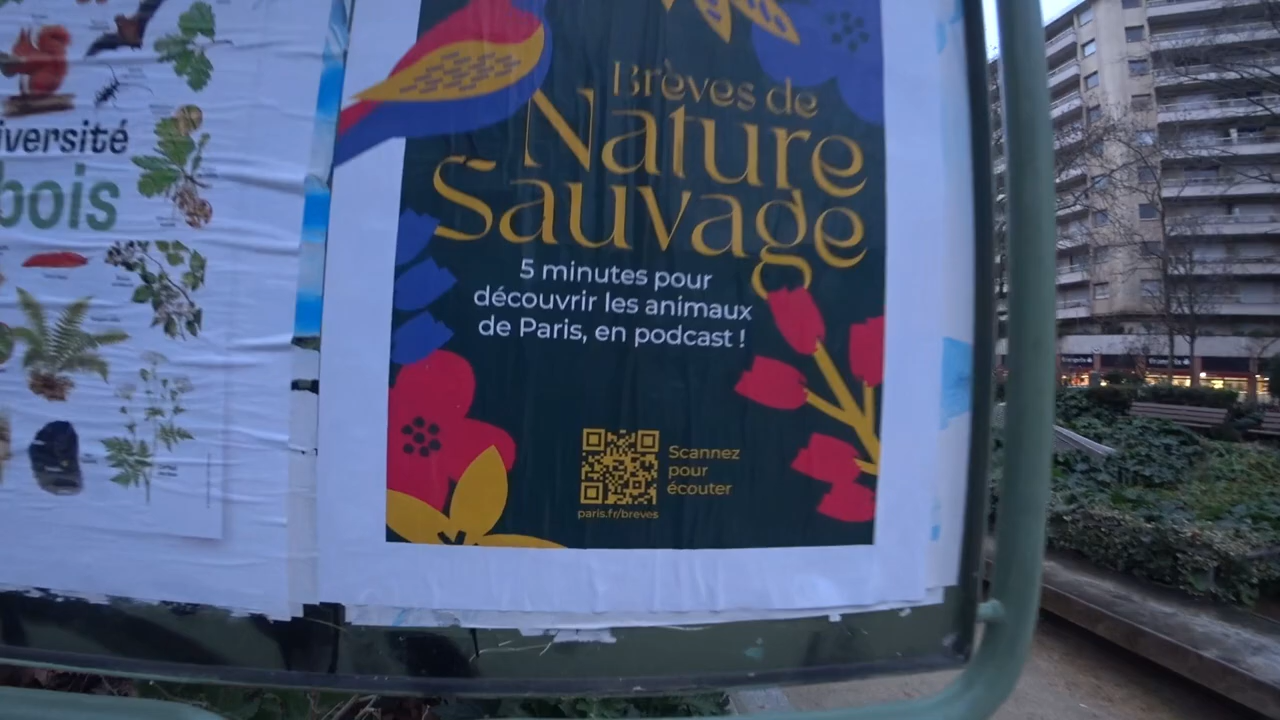 iversité
bois
Brèves de
Nature
Sauvage
5 minutes pour
découvrir les animaux
de Paris, en podcast !
Scannez
pour
écouter
paris.fr/breves